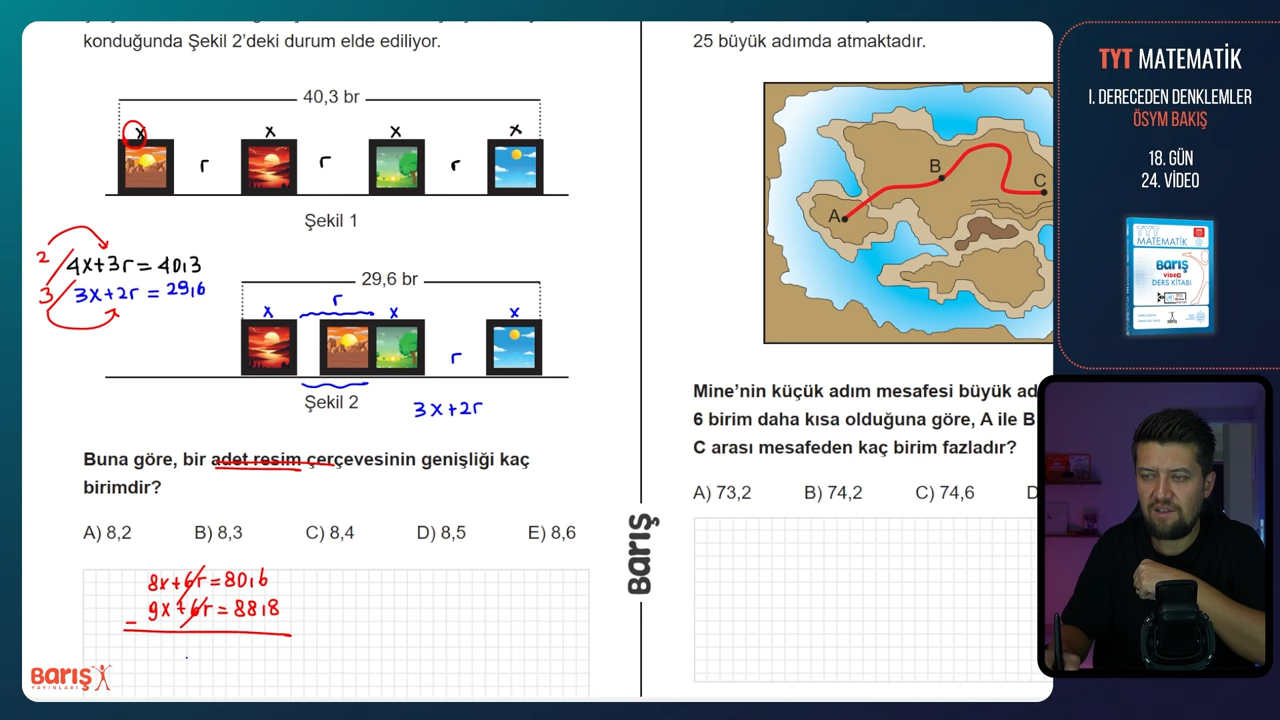 konduğunda Şekil 2'deki durum elde ediliyor.
40,3 br
x x x x
r r r
Şekil 1
2
4x+3r = 40,3
3
3x+2r = 29,6
29,6 br
r
x x x
r
Şekil 2
3x+2r
Buna göre, bir adet resim çerçevesinin genişliği kaç
birimdir?
A) 8,2 B) 8,3 C) 8,4 D) 8,5 E) 8,6
8x+6r=80,6
9x+6r=88,8
–
BARIŞ
YAYINLARI
Barış
25 büyük adımda atmaktadır.
A
B
C
Mine'nin küçük adım mesafesi büyük ad
6 birim daha kısa olduğuna göre, A ile B
C arası mesafeden kaç birim fazladır?
A) 73,2 B) 74,2 C) 74,6 D
TYT MATEMATİK
I. DERECEDEN DENKLEMLER
ÖSYM BAKIŞ
18. GÜN
24. VİDEO
TYT
MATEMATİK
Barış
VİDEO
DERS KİTABI